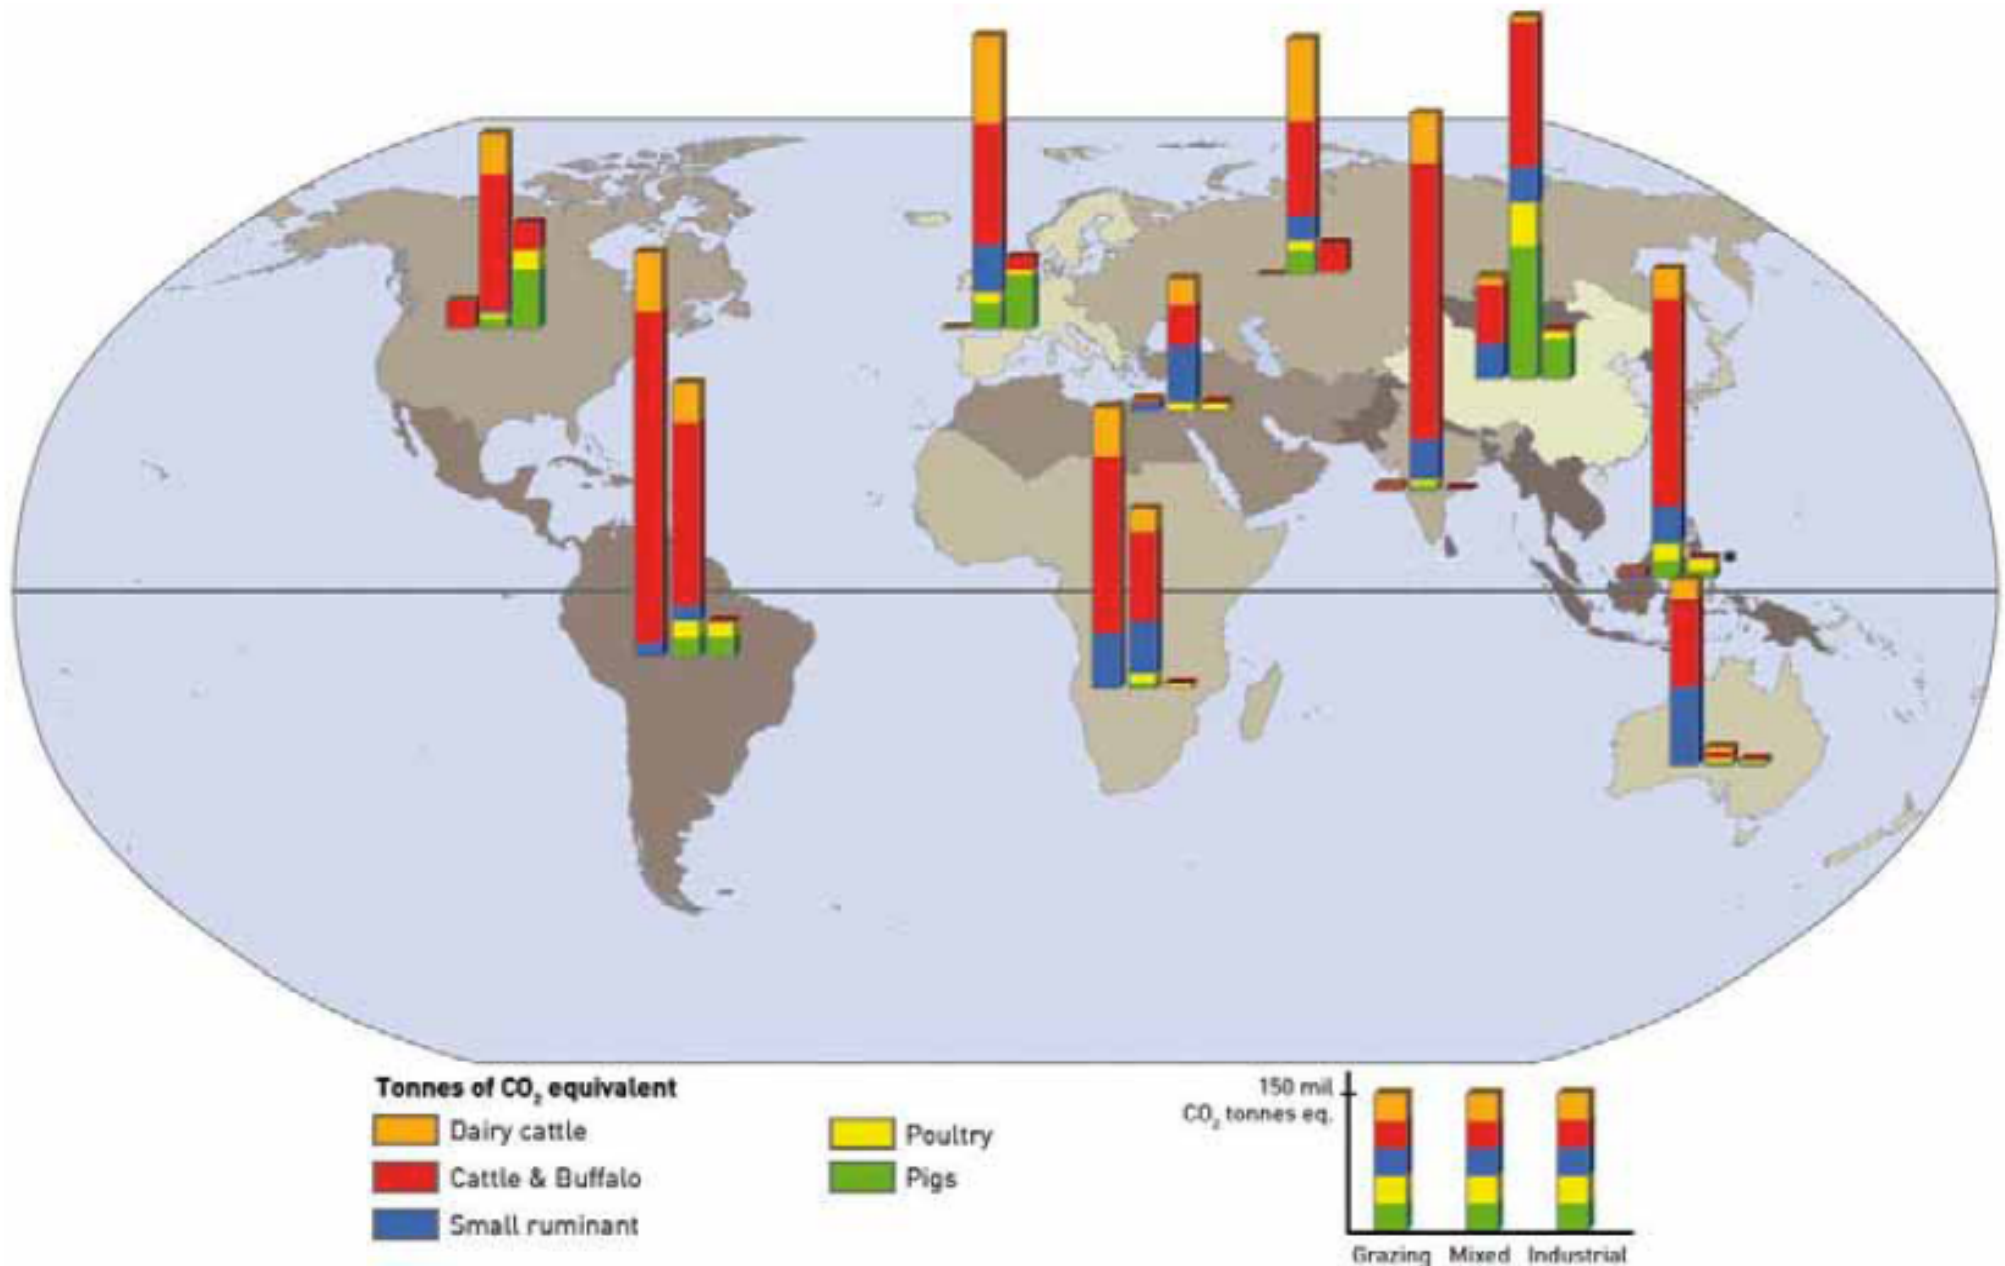 Tonnes of CO₂ equivalent
Dairy cattle
Cattle & Buffalo
Small ruminant
Poultry
Pigs
150 mil
CO₂ tonnes eq.
Grazing Mixed Industrial